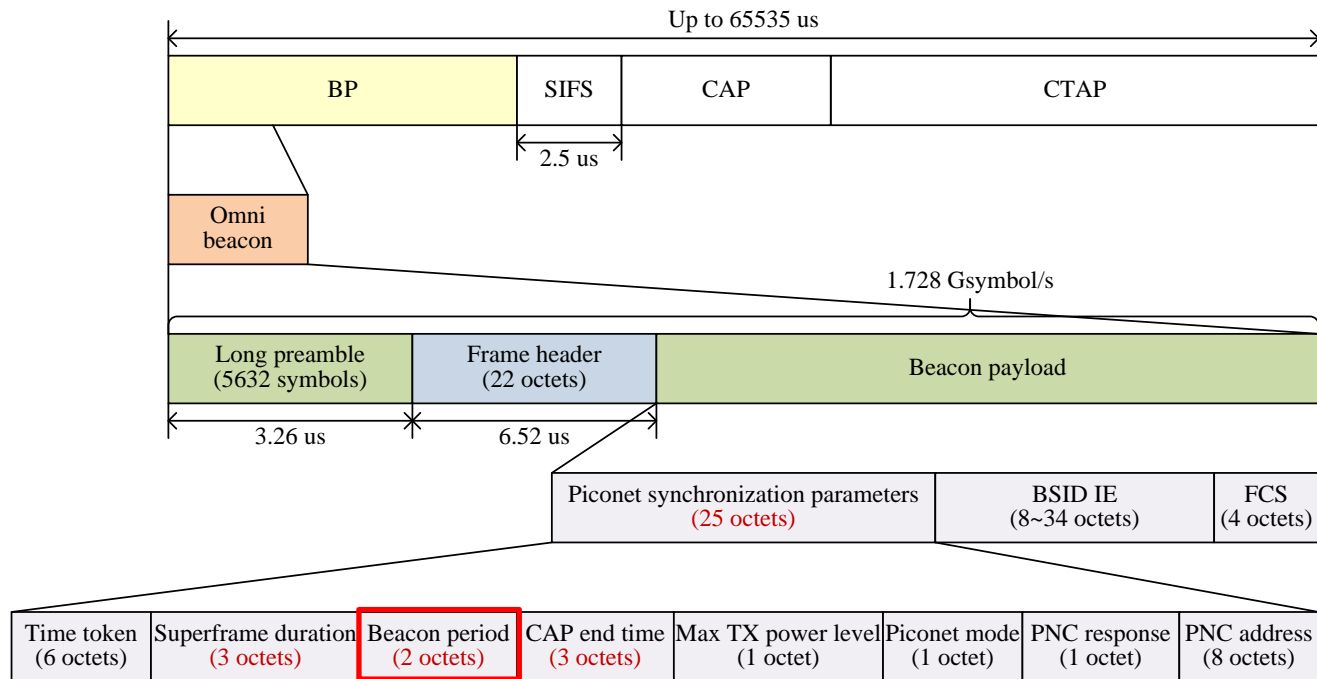 Up to 65535 us
BP
SIFS
CAP
CTAP
2.5 us
Omni
beacon
1.728 Gsymbol/s
Long preamble
(5632 symbols)
Frame header
(22 octets)
Beacon payload
3.26 us
6.52 us
Piconet synchronization parameters
(25 octets)
BSID IE
(8~34 octets)
FCS
(4 octets)
Time token
(6 octets)
Superframe duration
(3 octets)
Beacon period
(2 octets)
CAP end time
(3 octets)
Max TX power level
(1 octet)
Piconet mode
(1 octet)
PNC response
(1 octet)
PNC address
(8 octets)